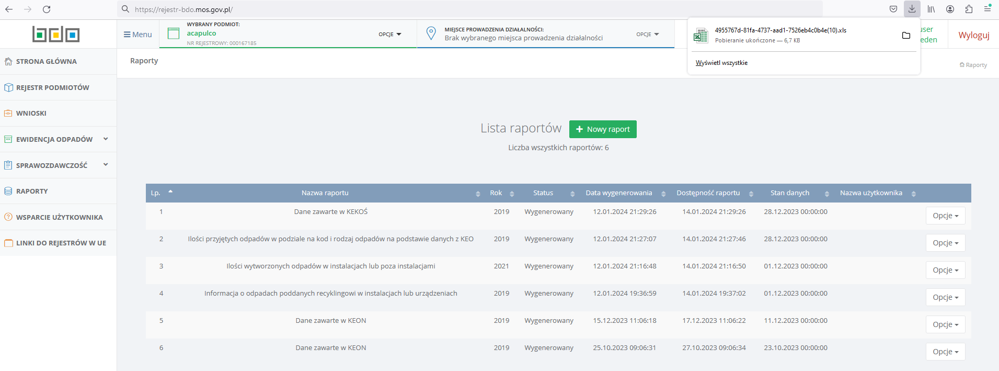 https://rejestr-bdo.mos.gov.pl/
4955767d-81fa-4737-aad1-7526eb4c0b4e(10).xls
Pobieranie ukończone — 6,7 KB
Wyświetl wszystkie
bdo
Menu
WYBRANY PODMIOT:
acapulco
NR REJESTROWY: 000167185
OPCJE
MIEJSCE PROWADZENIA DZIAŁALNOŚCI:
Brak wybranego miejsca prowadzenia działalności
OPCJE
user
eden
Wyloguj
STRONA GŁÓWNA
REJESTR PODMIOTÓW
WNIOSKI
EWIDENCJA ODPADÓW
SPRAWOZDAWCZOŚĆ
RAPORTY
WSPARCIE UŻYTKOWNIKA
LINKI DO REJESTRÓW W UE
Raporty
Raporty
Lista raportów
+ Nowy raport
Liczba wszystkich raportów: 6
Lp. Nazwa raportu Rok Status Data wygenerowania Dostępność raportu Stan danych Nazwa użytkownika
1 Dane zawarte w KEKOŚ 2019 Wygenerowany 12.01.2024 21:29:26 14.01.2024 21:29:26 28.12.2023 00:00:00 Opcje
2 Ilości przyjętych odpadów w podziale na kod i rodzaj odpadów na podstawie danych z KEO 2019 Wygenerowany 12.01.2024 21:27:07 14.01.2024 21:27:46 28.12.2023 00:00:00 Opcje
3 Ilości wytworzonych odpadów w instalacjach lub poza instalacjami 2021 Wygenerowany 12.01.2024 21:16:48 14.01.2024 21:16:50 01.12.2023 00:00:00 Opcje
4 Informacja o odpadach poddanych recyklingowi w instalacjach lub urządzeniach 2019 Wygenerowany 12.01.2024 19:36:59 14.01.2024 19:37:02 01.12.2023 00:00:00 Opcje
5 Dane zawarte w KEON 2019 Wygenerowany 15.12.2023 11:06:18 17.12.2023 11:06:22 11.12.2023 00:00:00 Opcje
6 Dane zawarte w KEON 2019 Wygenerowany 25.10.2023 09:06:31 27.10.2023 09:06:34 23.10.2023 00:00:00 Opcje